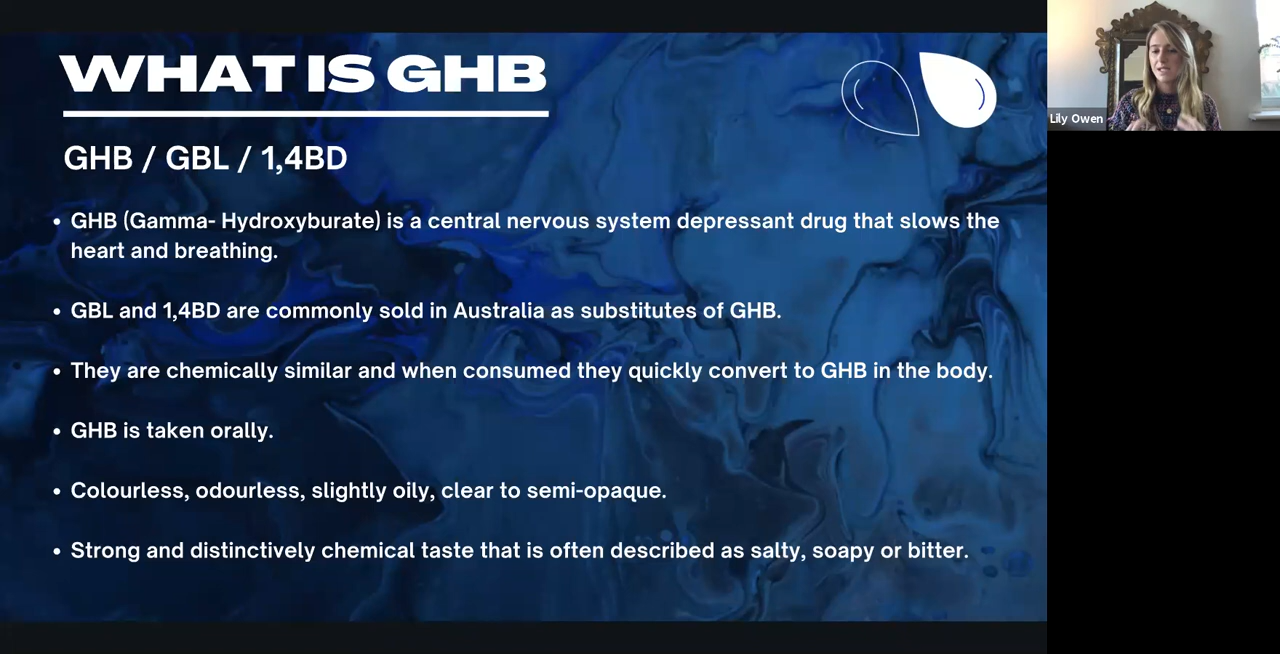 WHAT IS GHB
GHB / GBL / 1,4BD
• GHB (Gamma- Hydroxyburate) is a central nervous system depressant drug that slows the
heart and breathing.
• GBL and 1,4BD are commonly sold in Australia as substitutes of GHB.
• They are chemically similar and when consumed they quickly convert to GHB in the body.
• GHB is taken orally.
• Colourless, odourless, slightly oily, clear to semi-opaque.
• Strong and distinctively chemical taste that is often described as salty, soapy or bitter.
Lily Owen